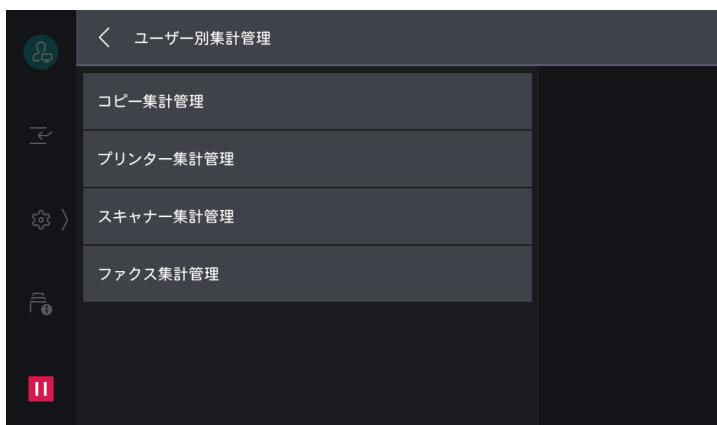 ユーザー別集計管理
コピー集計管理
プリンター集計管理
スキャナー集計管理
ファクス集計管理